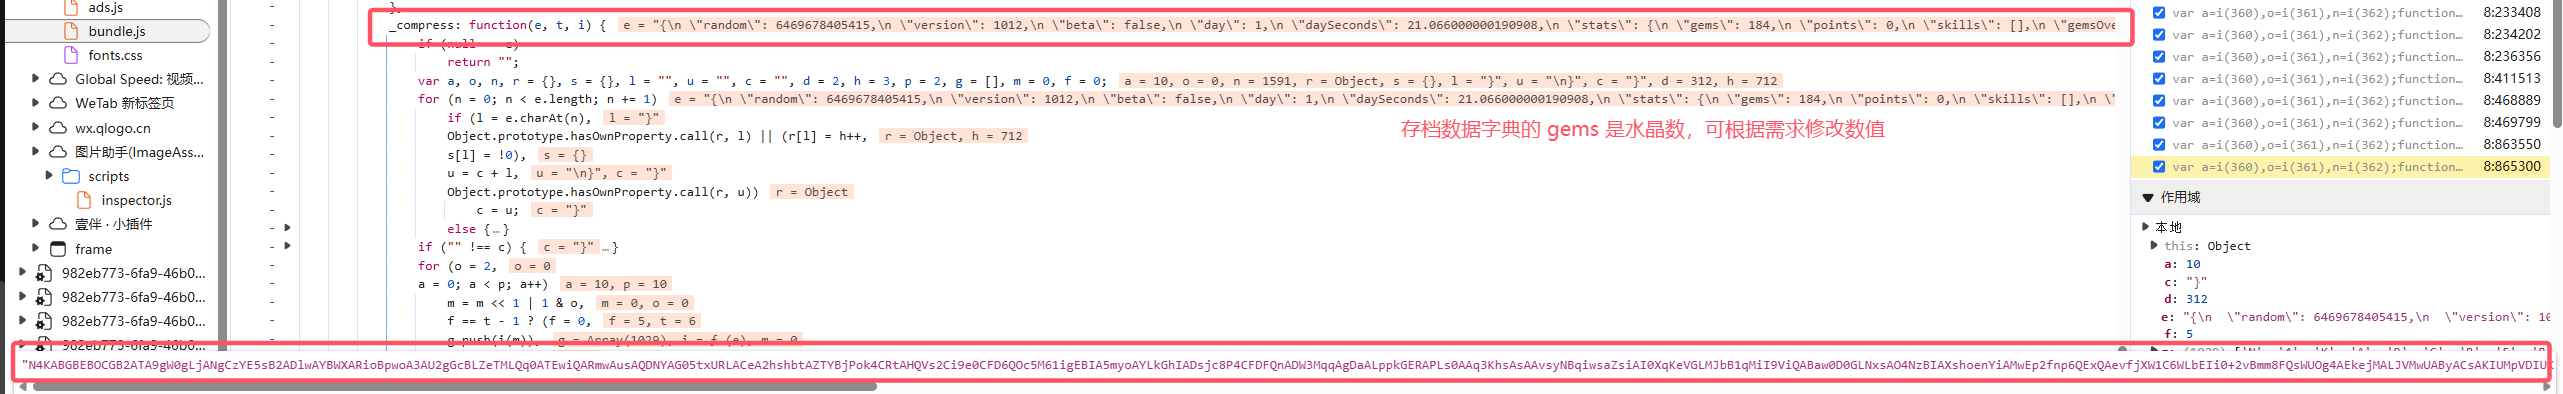 ads.js
bundle.js
fonts.css
Global Speed: 视频...
WeTab 新标签页
wx.qlogo.cn
图片助手(ImageAss...
scripts
inspector.js
壹伴 · 小插件
frame
982eb773-6fa9-46b0...
982eb773-6fa9-46b0...
982eb773-6fa9-46b0...
_compress: function(e, t, i) { e = "{\n \"random\": 6469678405415,\n \"version\": 1012,\n \"beta\": false,\n \"day\": 1,\n \"daySeconds\": 21.066000000190908,\n \"stats\": {\n \"gems\": 184,\n \"points\": 0,\n \"skills\": [],\n \"gemsOve
return "";
var a, o, n, r = {}, s = {}, l = "", u = "", c = "", d = 2, h = 3, p = 2, g = [], m = 0, f = 0; a = 10, o = 0, n = 1591, r = Object, s = {}, l = "}", u = "\n}", c = "}", d = 312, h = 712
for (n = 0; n < e.length; n += 1) e = "{\n \"random\": 6469678405415,\n \"version\": 1012,\n \"beta\": false,\n \"day\": 1,\n \"daySeconds\": 21.066000000190908,\n \"stats\": {\n \"gems\": 184,\n \"points\": 0,\n \"skills\": [],\n \"
if (l = e.charAt(n), l = "}"
Object.prototype.hasOwnProperty.call(r, l) || (r[l] = h++, r = Object, h = 712
s[l] = !0), s = {}
u = c + l, u = "\n}", c = "}"
Object.prototype.hasOwnProperty.call(r, u)) r = Object
c = u; c = "}"
else {…}
if ("" !== c) { c = "}" …}
for (o = 2, o = 0
a = 0; a < p; a++) a = 10, p = 10
m = m << 1 | 1 & o, m = 0, o = 0
f == t - 1 ? (f = 0, f = 5, t = 6
存档数据字典的 gems 是水晶数，可根据需求修改数值
var a=i(360),o=i(361),n=i(362);function... 8:233408
var a=i(360),o=i(361),n=i(362);function... 8:234202
var a=i(360),o=i(361),n=i(362);function... 8:236356
var a=i(360),o=i(361),n=i(362);function... 8:411513
var a=i(360),o=i(361),n=i(362);function... 8:468889
var a=i(360),o=i(361),n=i(362);function... 8:469799
var a=i(360),o=i(361),n=i(362);function... 8:863550
var a=i(360),o=i(361),n=i(362);function... 8:865300
作用域
本地
this: Object
a: 10
c: "}"
d: 312
e: "{\n \"random\": 6469678405415,\n \"version\": 10
f: 5